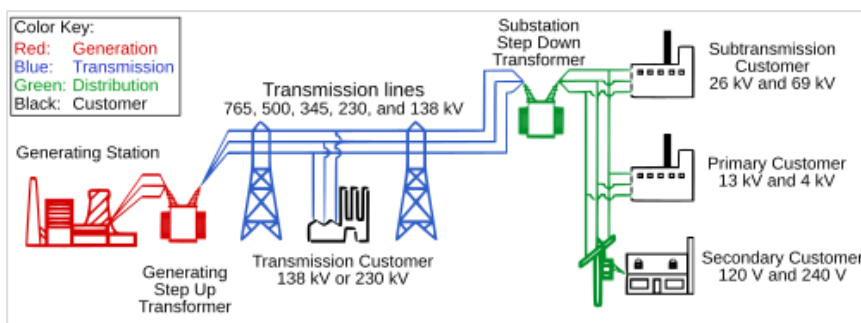 Color Key:
Red: Generation
Blue: Transmission
Green: Distribution
Black: Customer
Generating Station
Generating
Step Up
Transformer
Transmission lines
765, 500, 345, 230, and 138 kV
Transmission Customer
138 kV or 230 kV
Substation
Step Down
Transformer
Subtransmission
Customer
26 kV and 69 kV
Primary Customer
13 kV and 4 kV
Secondary Customer
120 V and 240 V